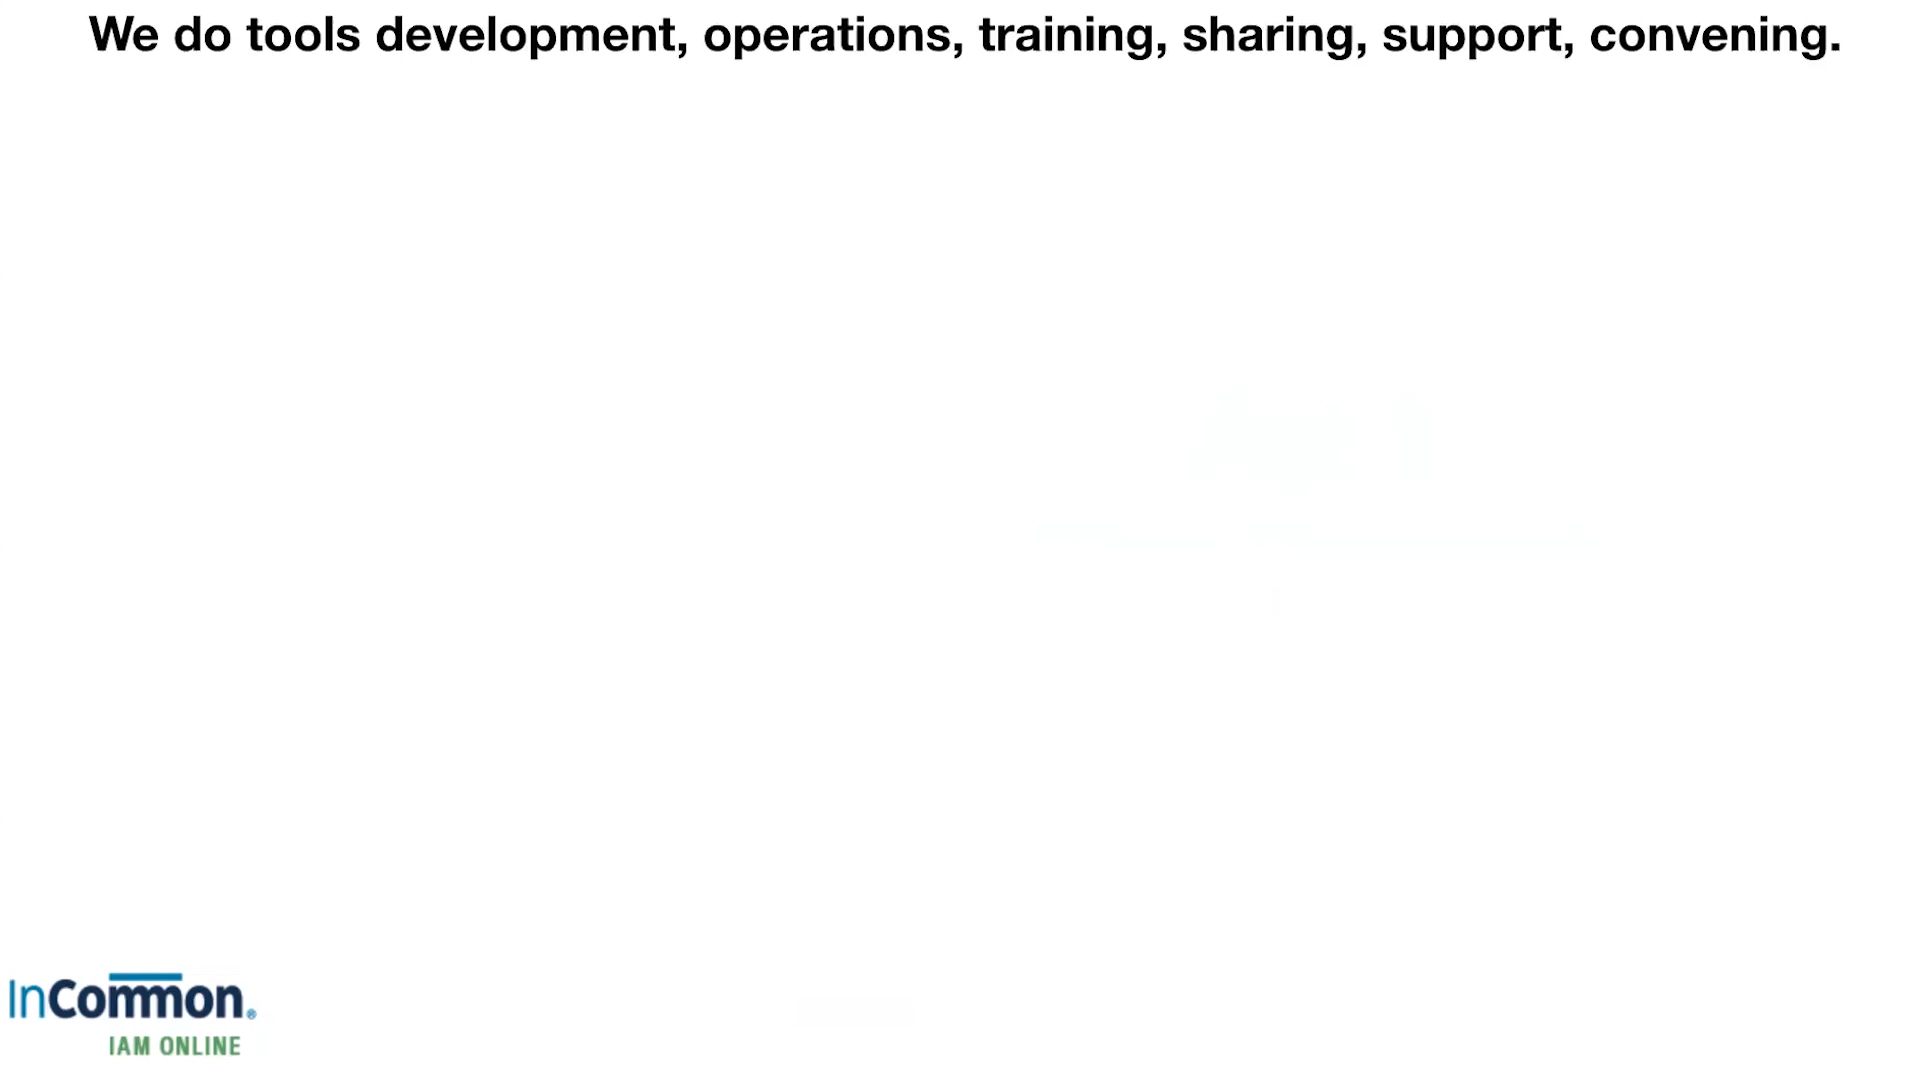 We do tools development, operations, training, sharing, support, convening.
InCommon®
IAM ONLINE